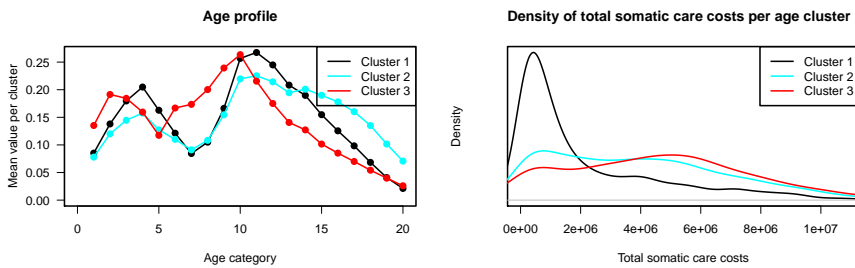 Age profile
Mean value per cluster
0.25
0.20
0.15
0.10
0.05
0.00
Cluster 1
Cluster 2
Cluster 3
0 5 10 15 20
Age category
Density of total somatic care costs per age cluster
Density
Cluster 1
Cluster 2
Cluster 3
0e+00 2e+06 4e+06 6e+06 8e+06 1e+07
Total somatic care costs